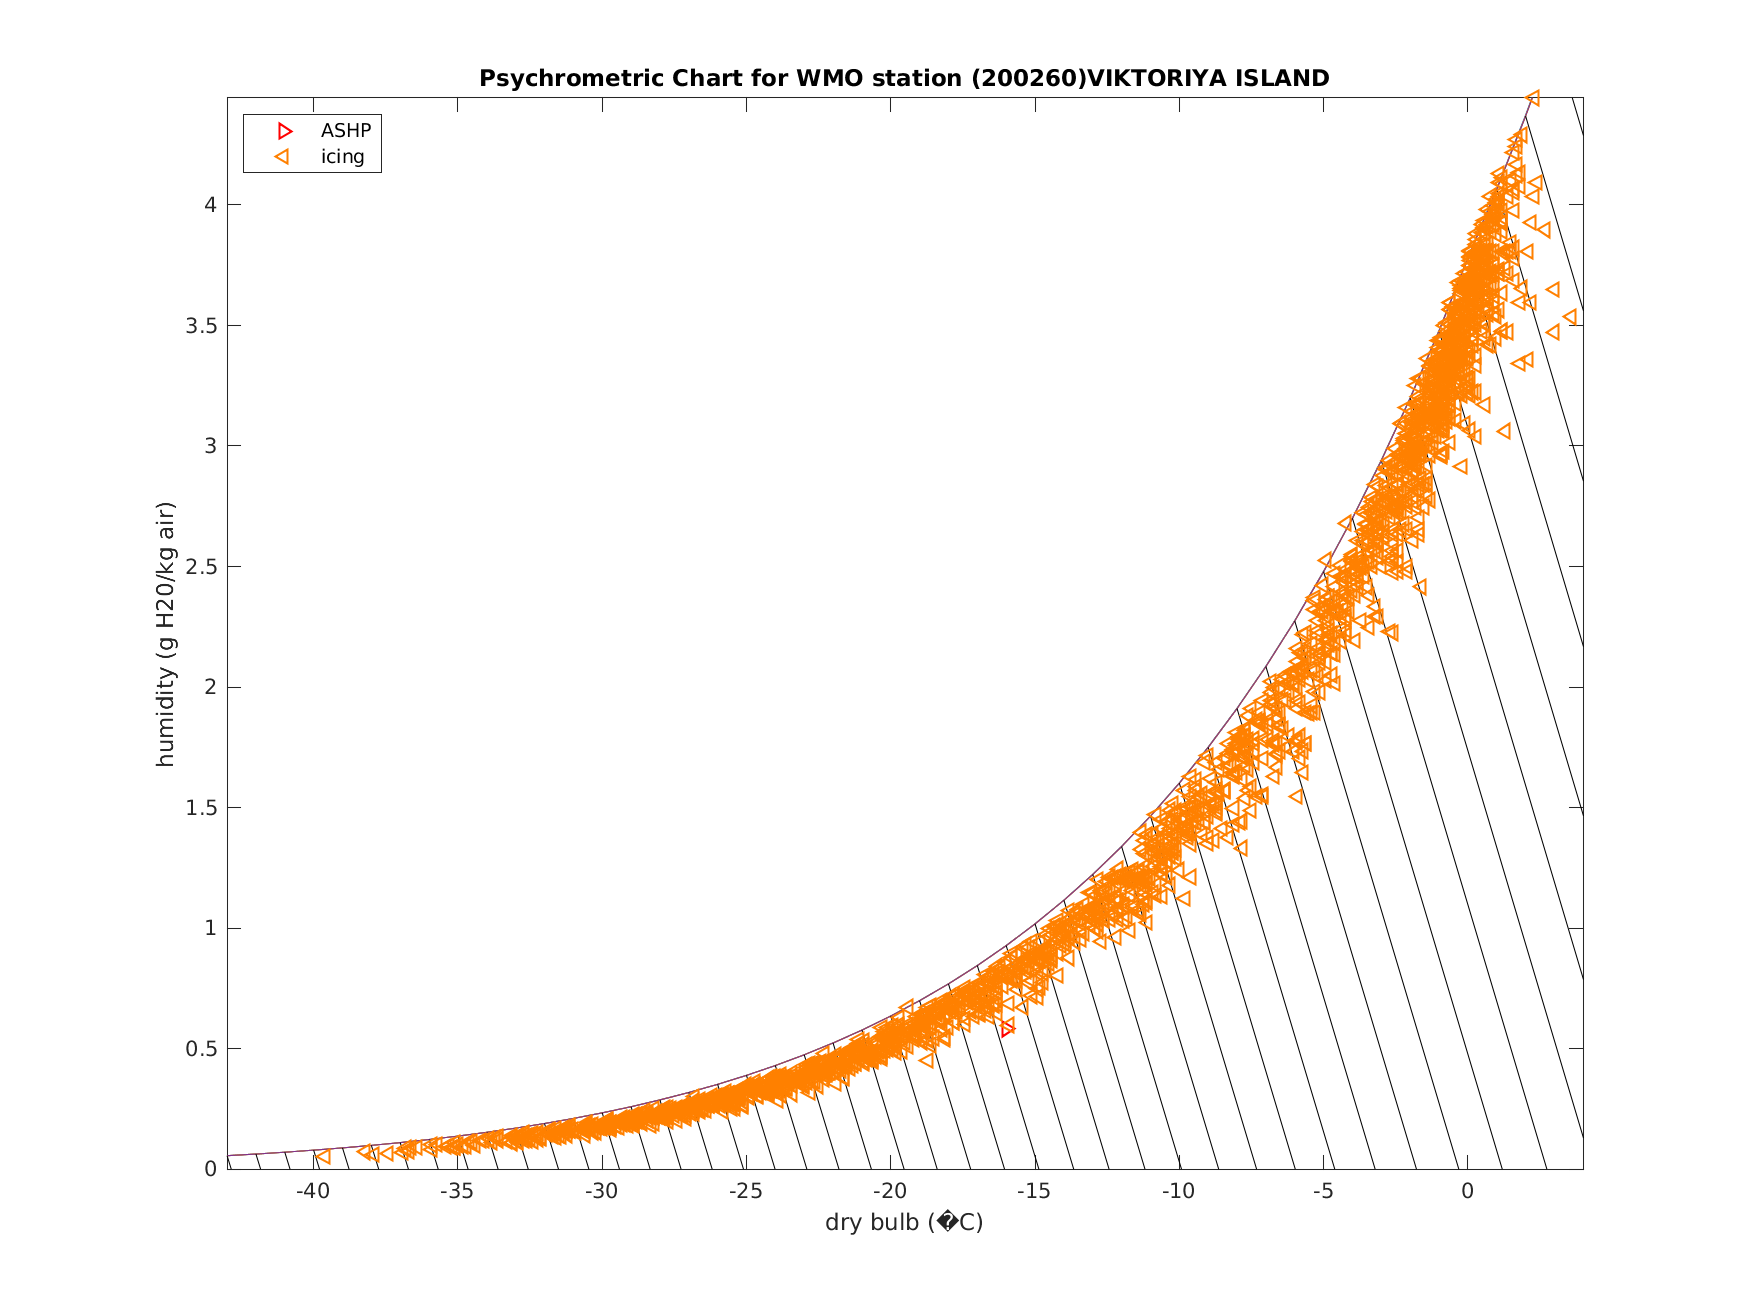 Psychrometric Chart for WMO station (200260)VIKTORIYA ISLAND
ASHP
icing
4
3.5
3
2.5
2
1.5
1
0.5
0
humidity (g H20/kg air)
-40 -35 -30 -25 -20 -15 -10 -5 0
dry bulb (�C)